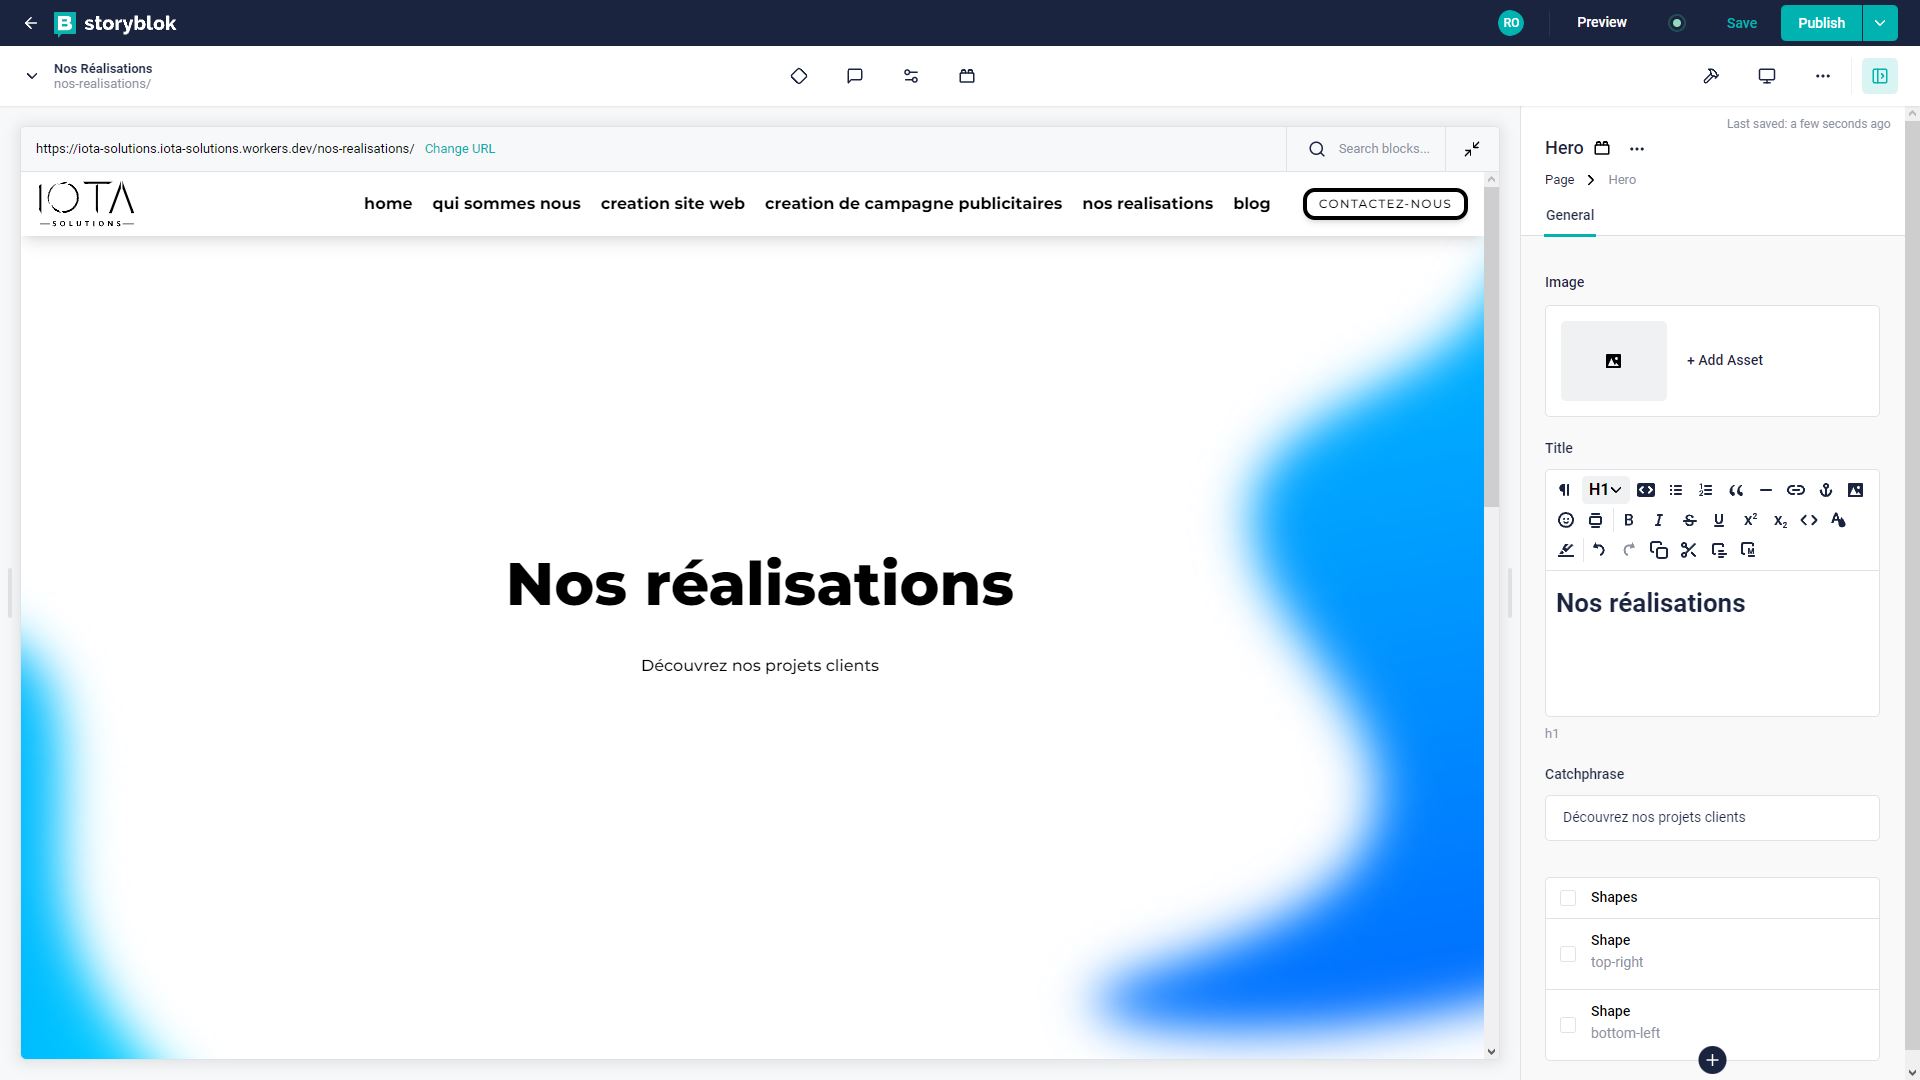 storyblok
RO
Preview
Save
Publish
Nos Réalisations
nos-realisations/
Last saved: a few seconds ago
https://iota-solutions.iota-solutions.workers.dev/nos-realisations/ Change URL
Search blocks...
Hero
Page Hero
General
IOTA
SOLUTIONS
home qui sommes nous creation site web creation de campagne publicitaires nos realisations blog
CONTACTEZ-NOUS
Nos réalisations
Découvrez nos projets clients
Image
+ Add Asset
Title
H1
Nos réalisations
h1
Catchphrase
Découvrez nos projets clients
Shapes
Shape
top-right
Shape
bottom-left